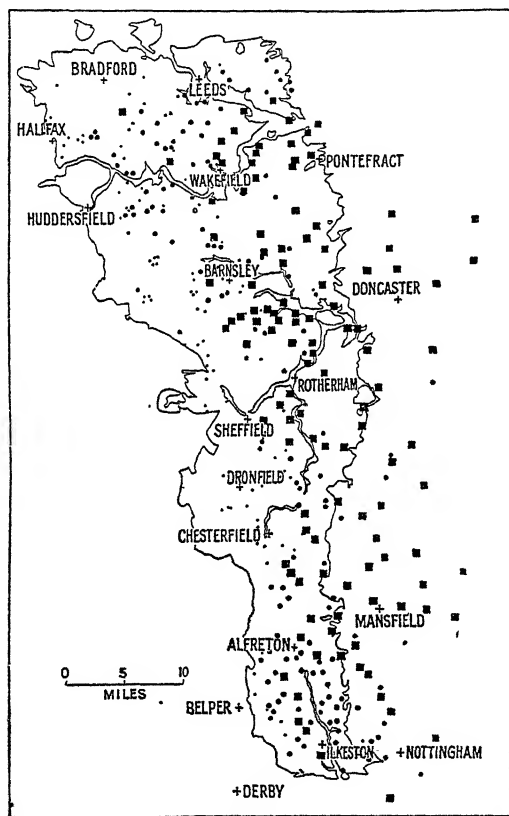 BRADFORD
LEEDS
HALIFAX
PONTEFRACT
WAKEFIELD
HUDDERSFIELD
BARNSLEY
DONCASTER
ROTHERHAM
SHEFFIELD
DRONFIELD
CHESTERFIELD
MANSFIELD
ALFRETON
0 10
MILES
BELPER
ILKESTON
NOTTINGHAM
DERBY